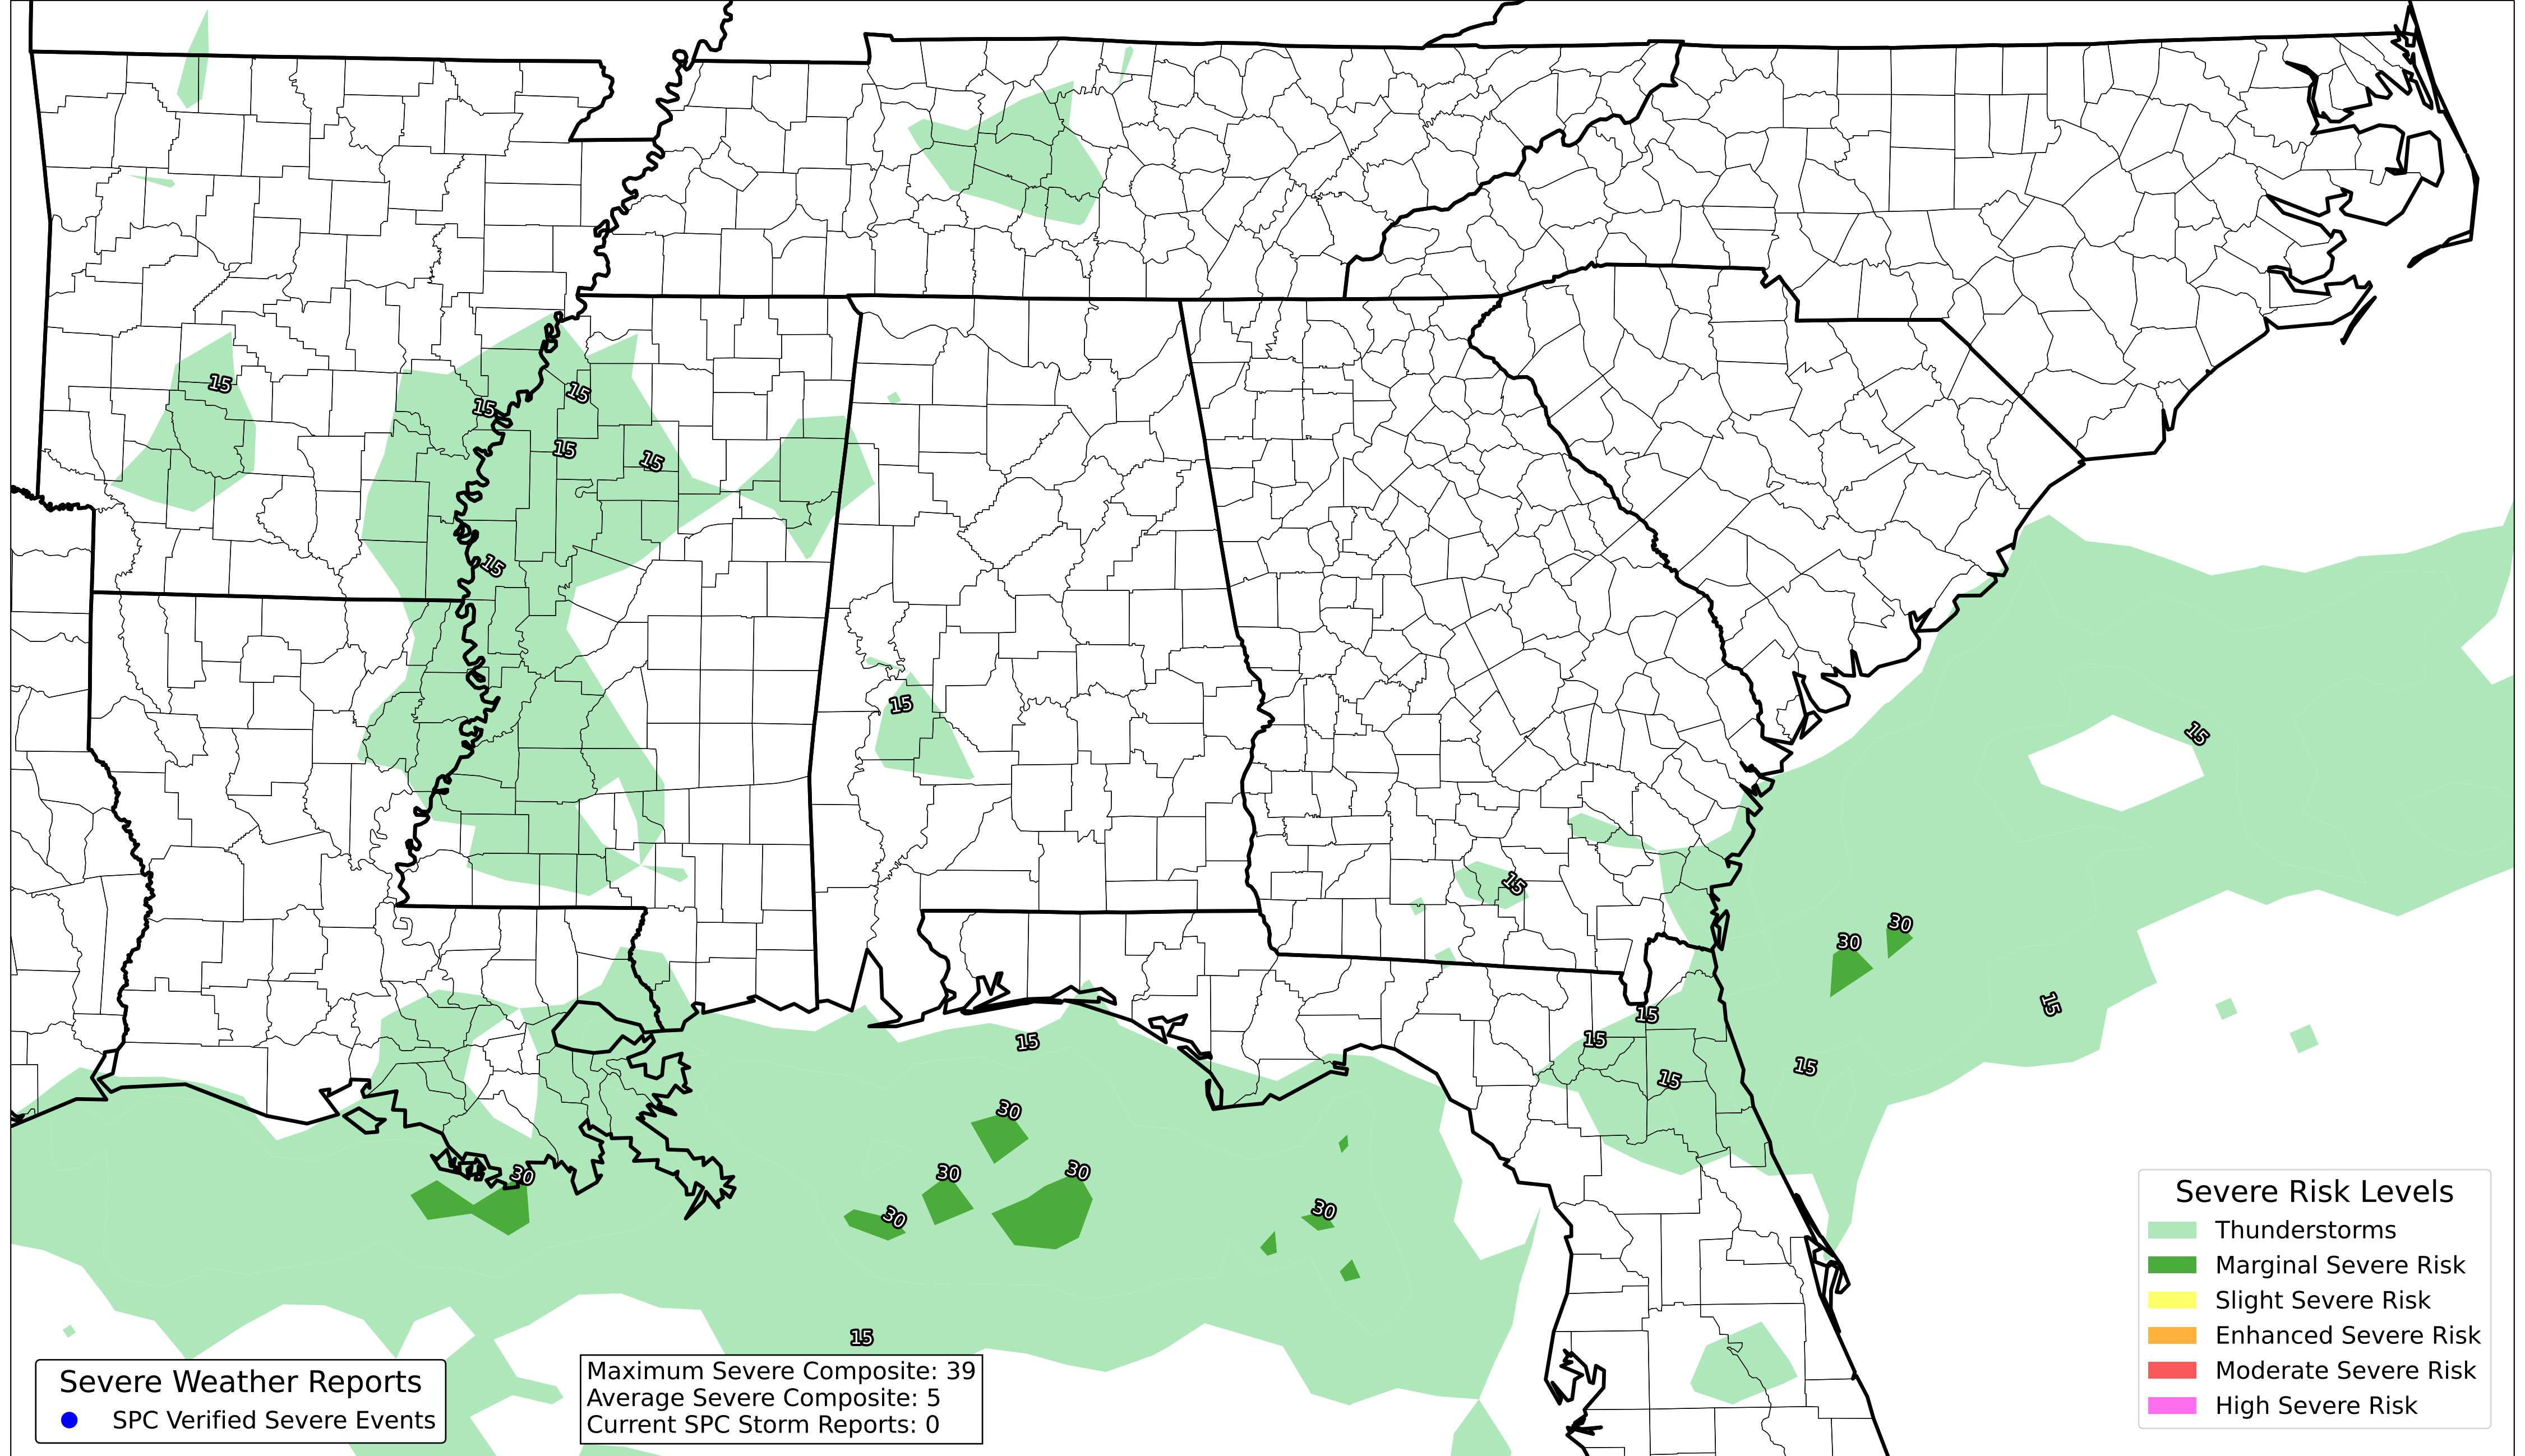 15
15
15
15
15
15
15
15
15
30
30
15
15
15
15
15
15
30
30
30
30
30
30
15
Severe Weather Reports
SPC Verified Severe Events
Maximum Severe Composite: 39
Average Severe Composite: 5
Current SPC Storm Reports: 0
Severe Risk Levels
Thunderstorms
Marginal Severe Risk
Slight Severe Risk
Enhanced Severe Risk
Moderate Severe Risk
High Severe Risk